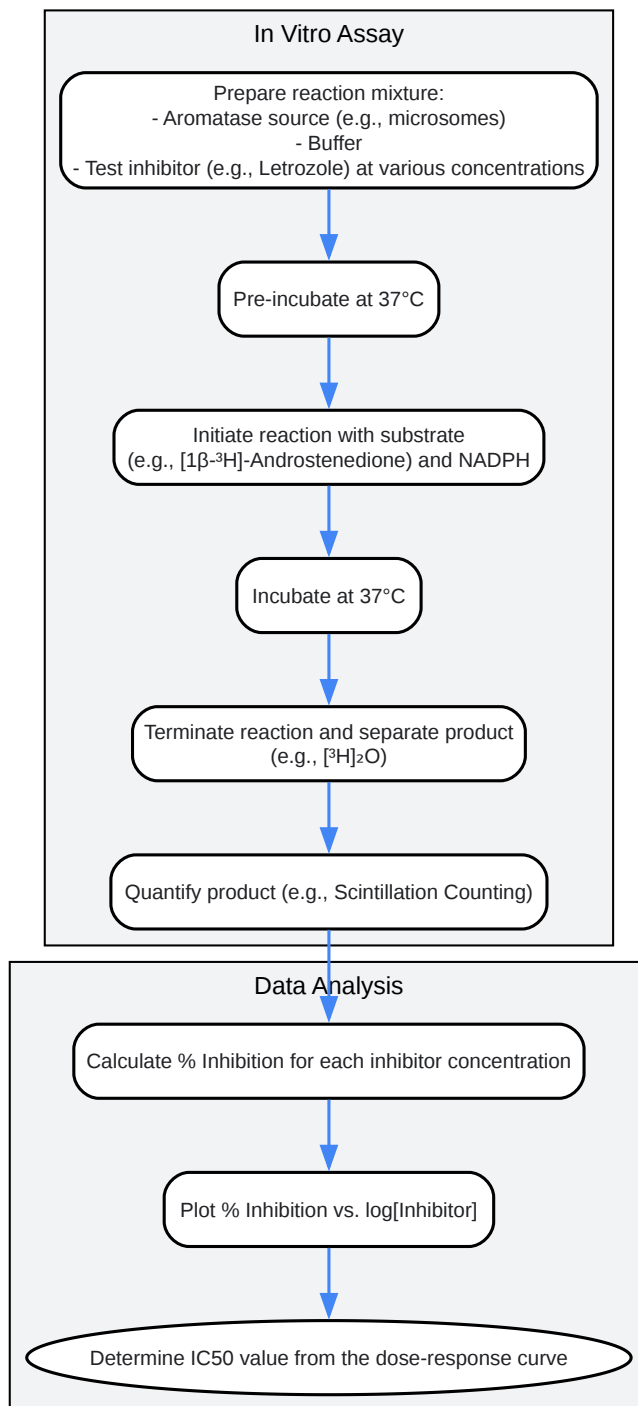 In Vitro Assay
Prepare reaction mixture:
- Aromatase source (e.g., microsomes)
- Buffer
- Test inhibitor (e.g., Letrozole) at various concentrations
Pre-incubate at 37°C
Initiate reaction with substrate
(e.g., [1β-³H]-Androstenedione) and NADPH
Incubate at 37°C
Terminate reaction and separate product
(e.g., [³H]₂O)
Quantify product (e.g., Scintillation Counting)
Data Analysis
Calculate % Inhibition for each inhibitor concentration
Plot % Inhibition vs. log[Inhibitor]
Determine IC50 value from the dose-response curve